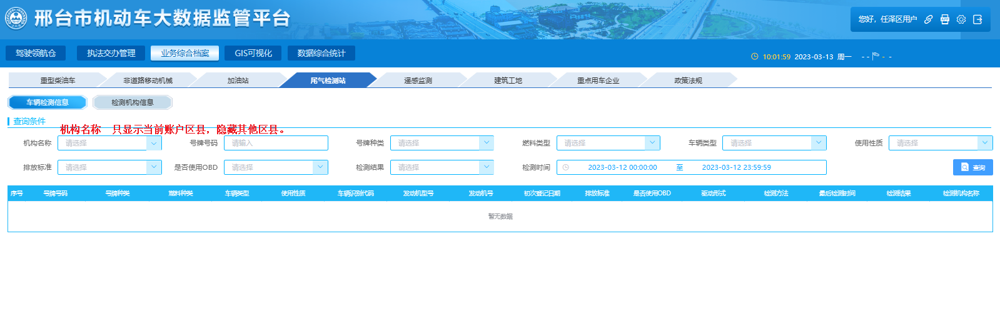 邢台市机动车大数据监管平台
您好，任泽区用户
驾驶领航仓 执法交办管理 业务综合档案 GIS可视化 数据综合统计
10:01:59 2023-03-13 周一 - - - -
重型柴油车 非道路移动机械 加油站 尾气检测站 遥感监测 建筑工地 重点用车企业 政策法规
车辆检测信息 检测机构信息
查询条件
机构名称 只显示当前账户区县，隐藏其他区县。
机构名称 请选择 号牌号码 请输入 号牌种类 请选择 燃料类型 请选择 车辆类型 请选择 使用性质 请选择
排放标准 请选择 是否使用OBD 请选择 检测结果 请选择 检测时间 2023-03-12 00:00:00 至 2023-03-12 23:59:59 查询
序号 号牌号码 号牌种类 燃料种类 车辆类型 使用性质 车辆识别代码 发动机型号 发动机号 初次登记日期 排放标准 是否使用OBD 驱动形式 检测方法 最后检测时间 检测结果 检测机构名称
暂无数据